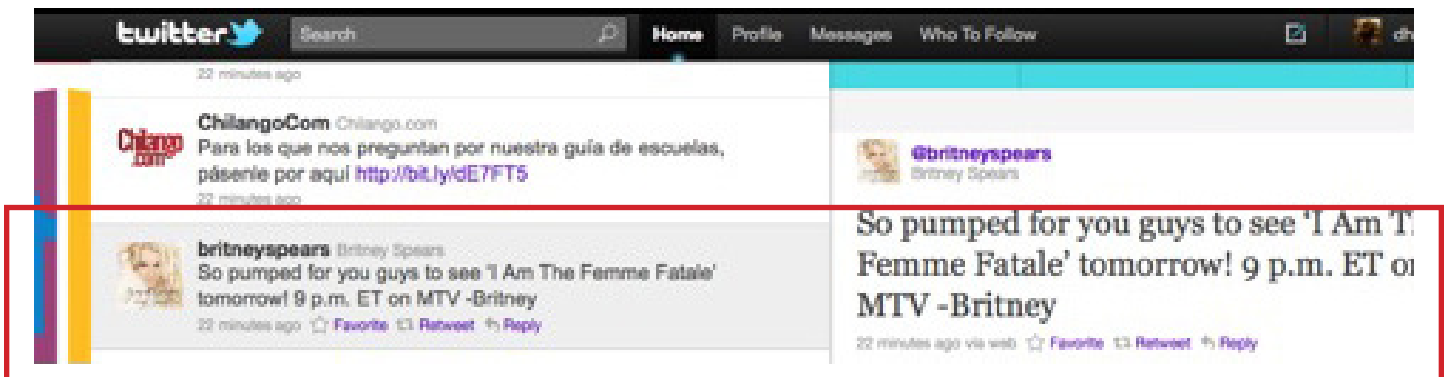 twitter Search Home Profile Messages Who To Follow dh
22 minutes ago
Chilango
.com
ChilangoCom Chilango.com
Para los que nos preguntan por nuestra guía de escuelas,
pásenle por aquí http://bit.ly/dE7FT5
22 minutes ago
britneyspears Britney Spears
So pumped for you guys to see 'I Am The Femme Fatale'
tomorrow! 9 p.m. ET on MTV -Britney
22 minutes ago Favorite Retweet Reply
@britneyspears
Britney Spears
So pumped for you guys to see 'I Am T
Femme Fatale' tomorrow! 9 p.m. ET o
MTV -Britney
22 minutes ago via web Favorite Retweet Reply